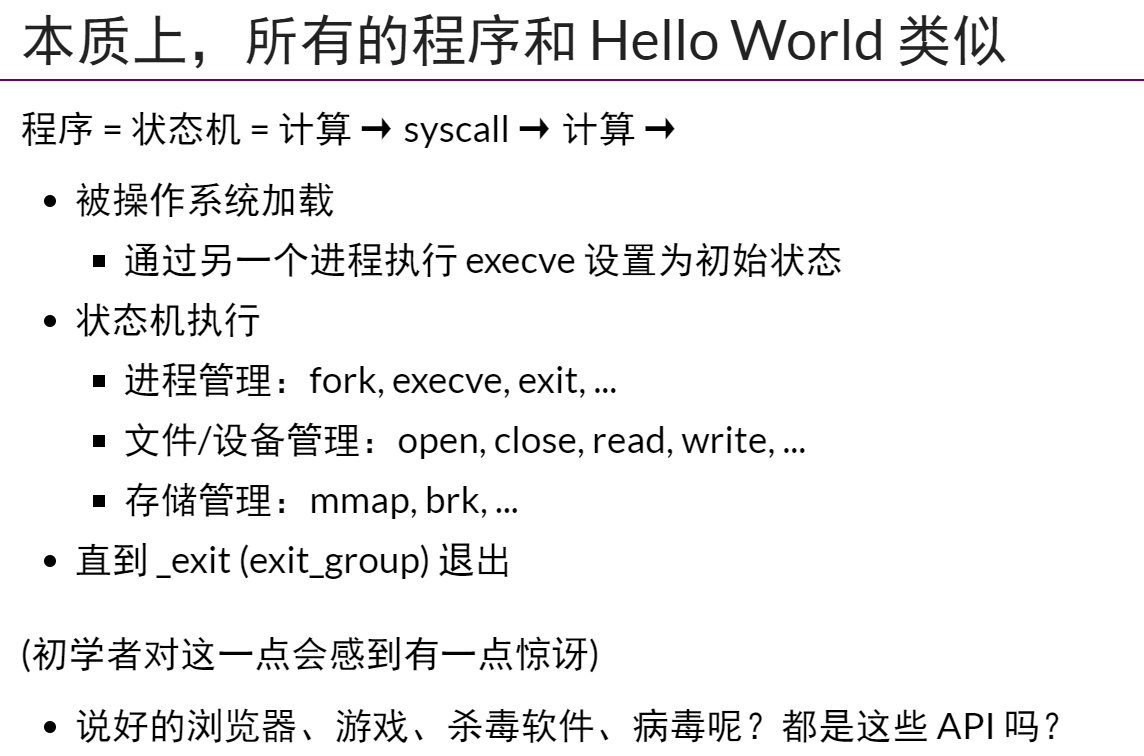 本质上，所有的程序和 Hello World 类似
程序 = 状态机 = 计算 → syscall → 计算 →
• 被操作系统加载
▪ 通过另一个进程执行 execve 设置为初始状态
• 状态机执行
▪ 进程管理：fork, execve, exit, ...
▪ 文件/设备管理：open, close, read, write, ...
▪ 存储管理：mmap, brk, ...
• 直到 _exit (exit_group) 退出
(初学者对这一点会感到有一点惊讶)
• 说好的浏览器、游戏、杀毒软件、病毒呢？都是这些 API 吗？